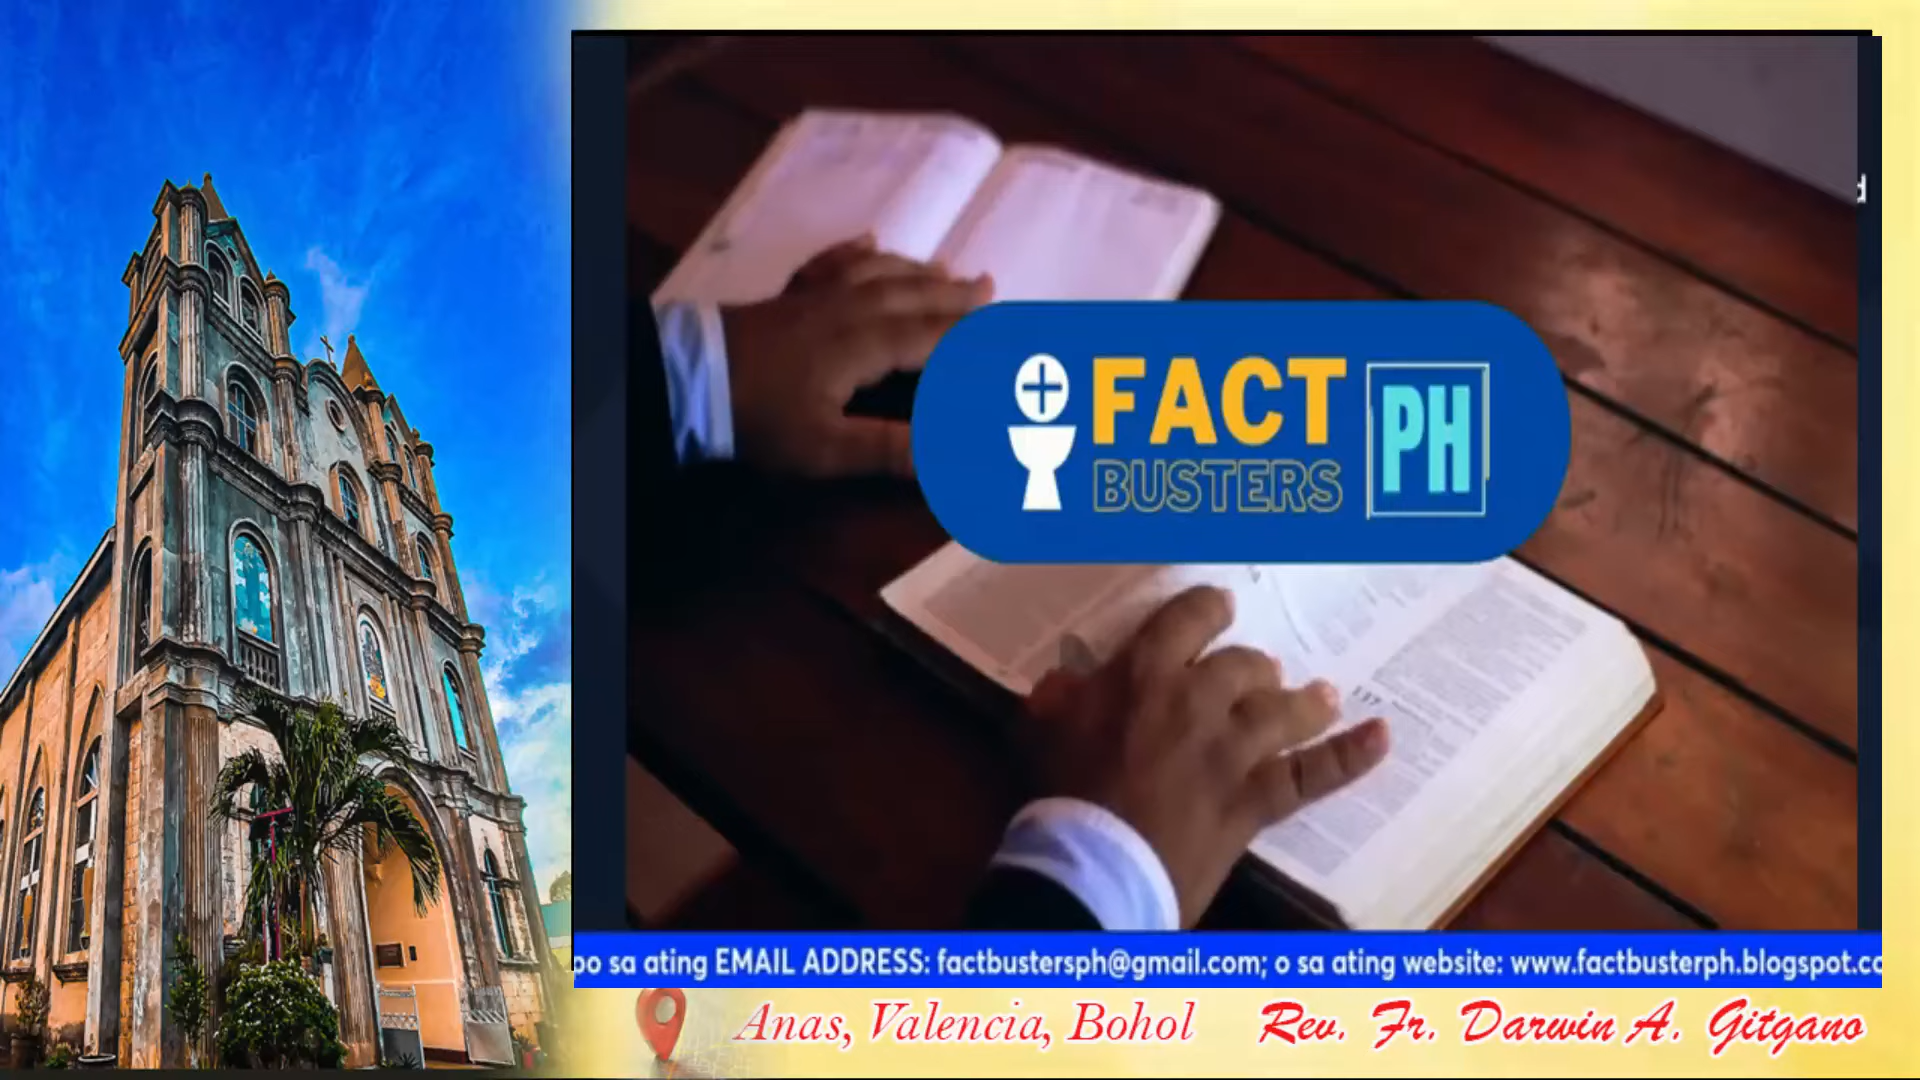 FACT
BUSTERS
PH
po sa ating EMAIL ADDRESS: factbustersph@gmail.com; o sa ating website: www.factbusterph.blogspot.co
Anas, Valencia, Bohol
Rev. Fr. Darwin A. Gitgano